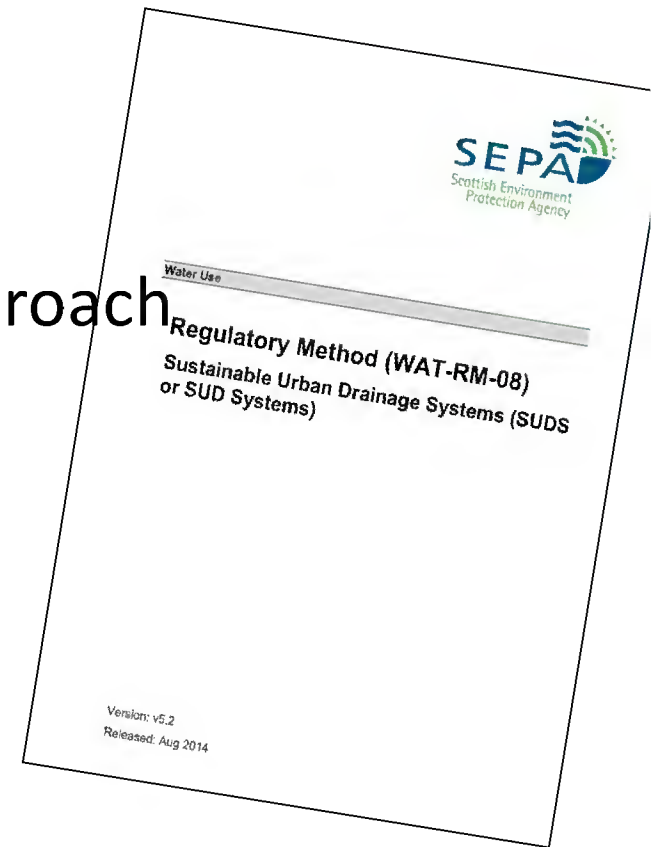 SEPA
Scottish Environment
Protection Agency
Water Use
roach
Regulatory Method (WAT-RM-08)
Sustainable Urban Drainage Systems (SUDS
or SUD Systems)
Version: v5.2
Released: Aug 2014